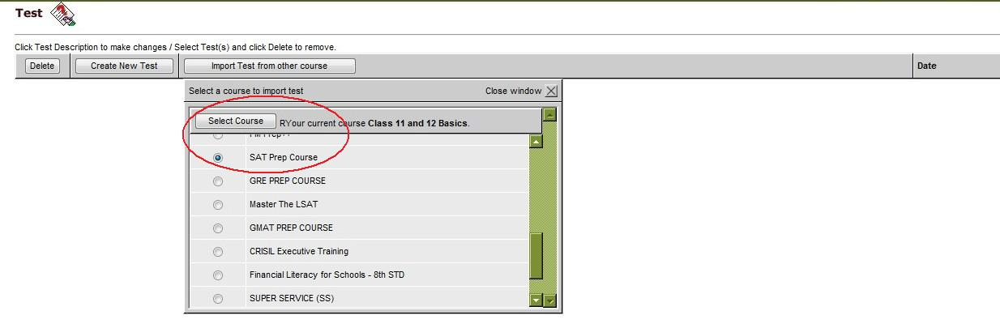 Test
Click Test Description to make changes / Select Test(s) and click Delete to remove.
Delete Create New Test Import Test from other course Date
Select a course to import test Close window
Select Course RYour current course Class 11 and 12 Basics.
SAT Prep Course
GRE PREP COURSE
Master The LSAT
GMAT PREP COURSE
CRISIL Executive Training
Financial Literacy for Schools - 8th STD
SUPER SERVICE (SS)